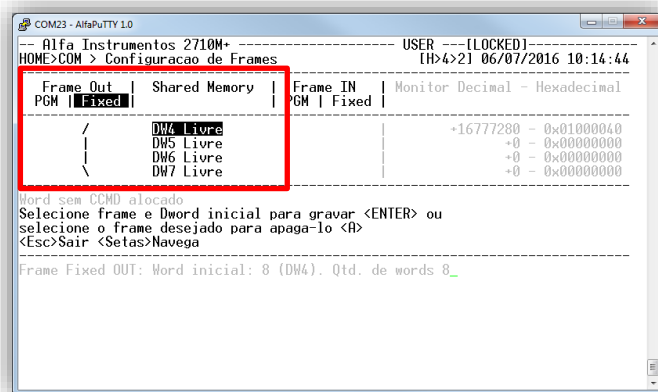 COM23 - AlfaPuTTY 1.0
-- Alfa Instrumentos 2710M+ -------------------- USER ---[LOCKED]----
HOME>COM > Configuracao de Frames [H>4>2] 06/07/2016 10:14:44
Frame Out | Shared Memory | Frame IN | Monitor Decimal - Hexadecimal
PGM | Fixed | | PGM | Fixed |
/ DW4 Livre | +16777280 - 0x01000040
| DW5 Livre | +0 - 0x00000000
| DW6 Livre | +0 - 0x00000000
\ DW7 Livre | +0 - 0x00000000
Word sem CCMD alocado
Selecione frame e Dword inicial para gravar <ENTER> ou
selecione o frame desejado para apaga-lo <A>
<Esc>Sair <Setas>Navega
Frame Fixed OUT: Word inicial: 8 (DW4). Qtd. de words 8_